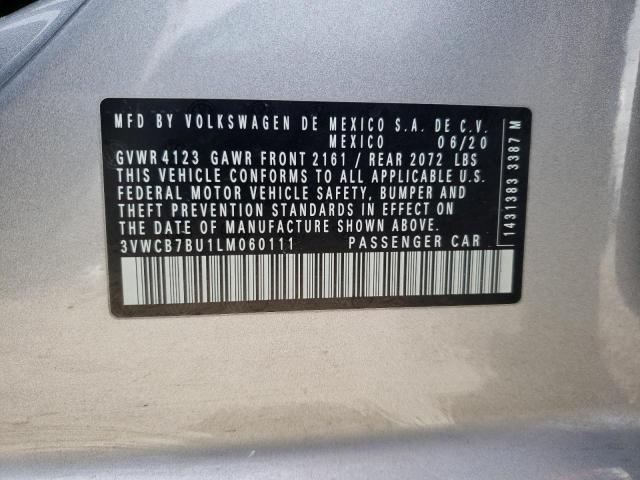 MFD BY VOLKSWAGEN DE MEXICO S.A. DE C.V.
MEXICO 06/20
GVWR 4123 GAWR FRONT 2161 / REAR 2072 LBS
THIS VEHICLE CONFORMS TO ALL APPLICABLE U.S.
FEDERAL MOTOR VEHICLE SAFETY, BUMPER AND
THEFT PREVENTION STANDARDS IN EFFECT ON
THE DATE OF MANUFACTURE SHOWN ABOVE.
3VWCB7BU1LM060111 PASSENGER CAR
1431383 3387 M